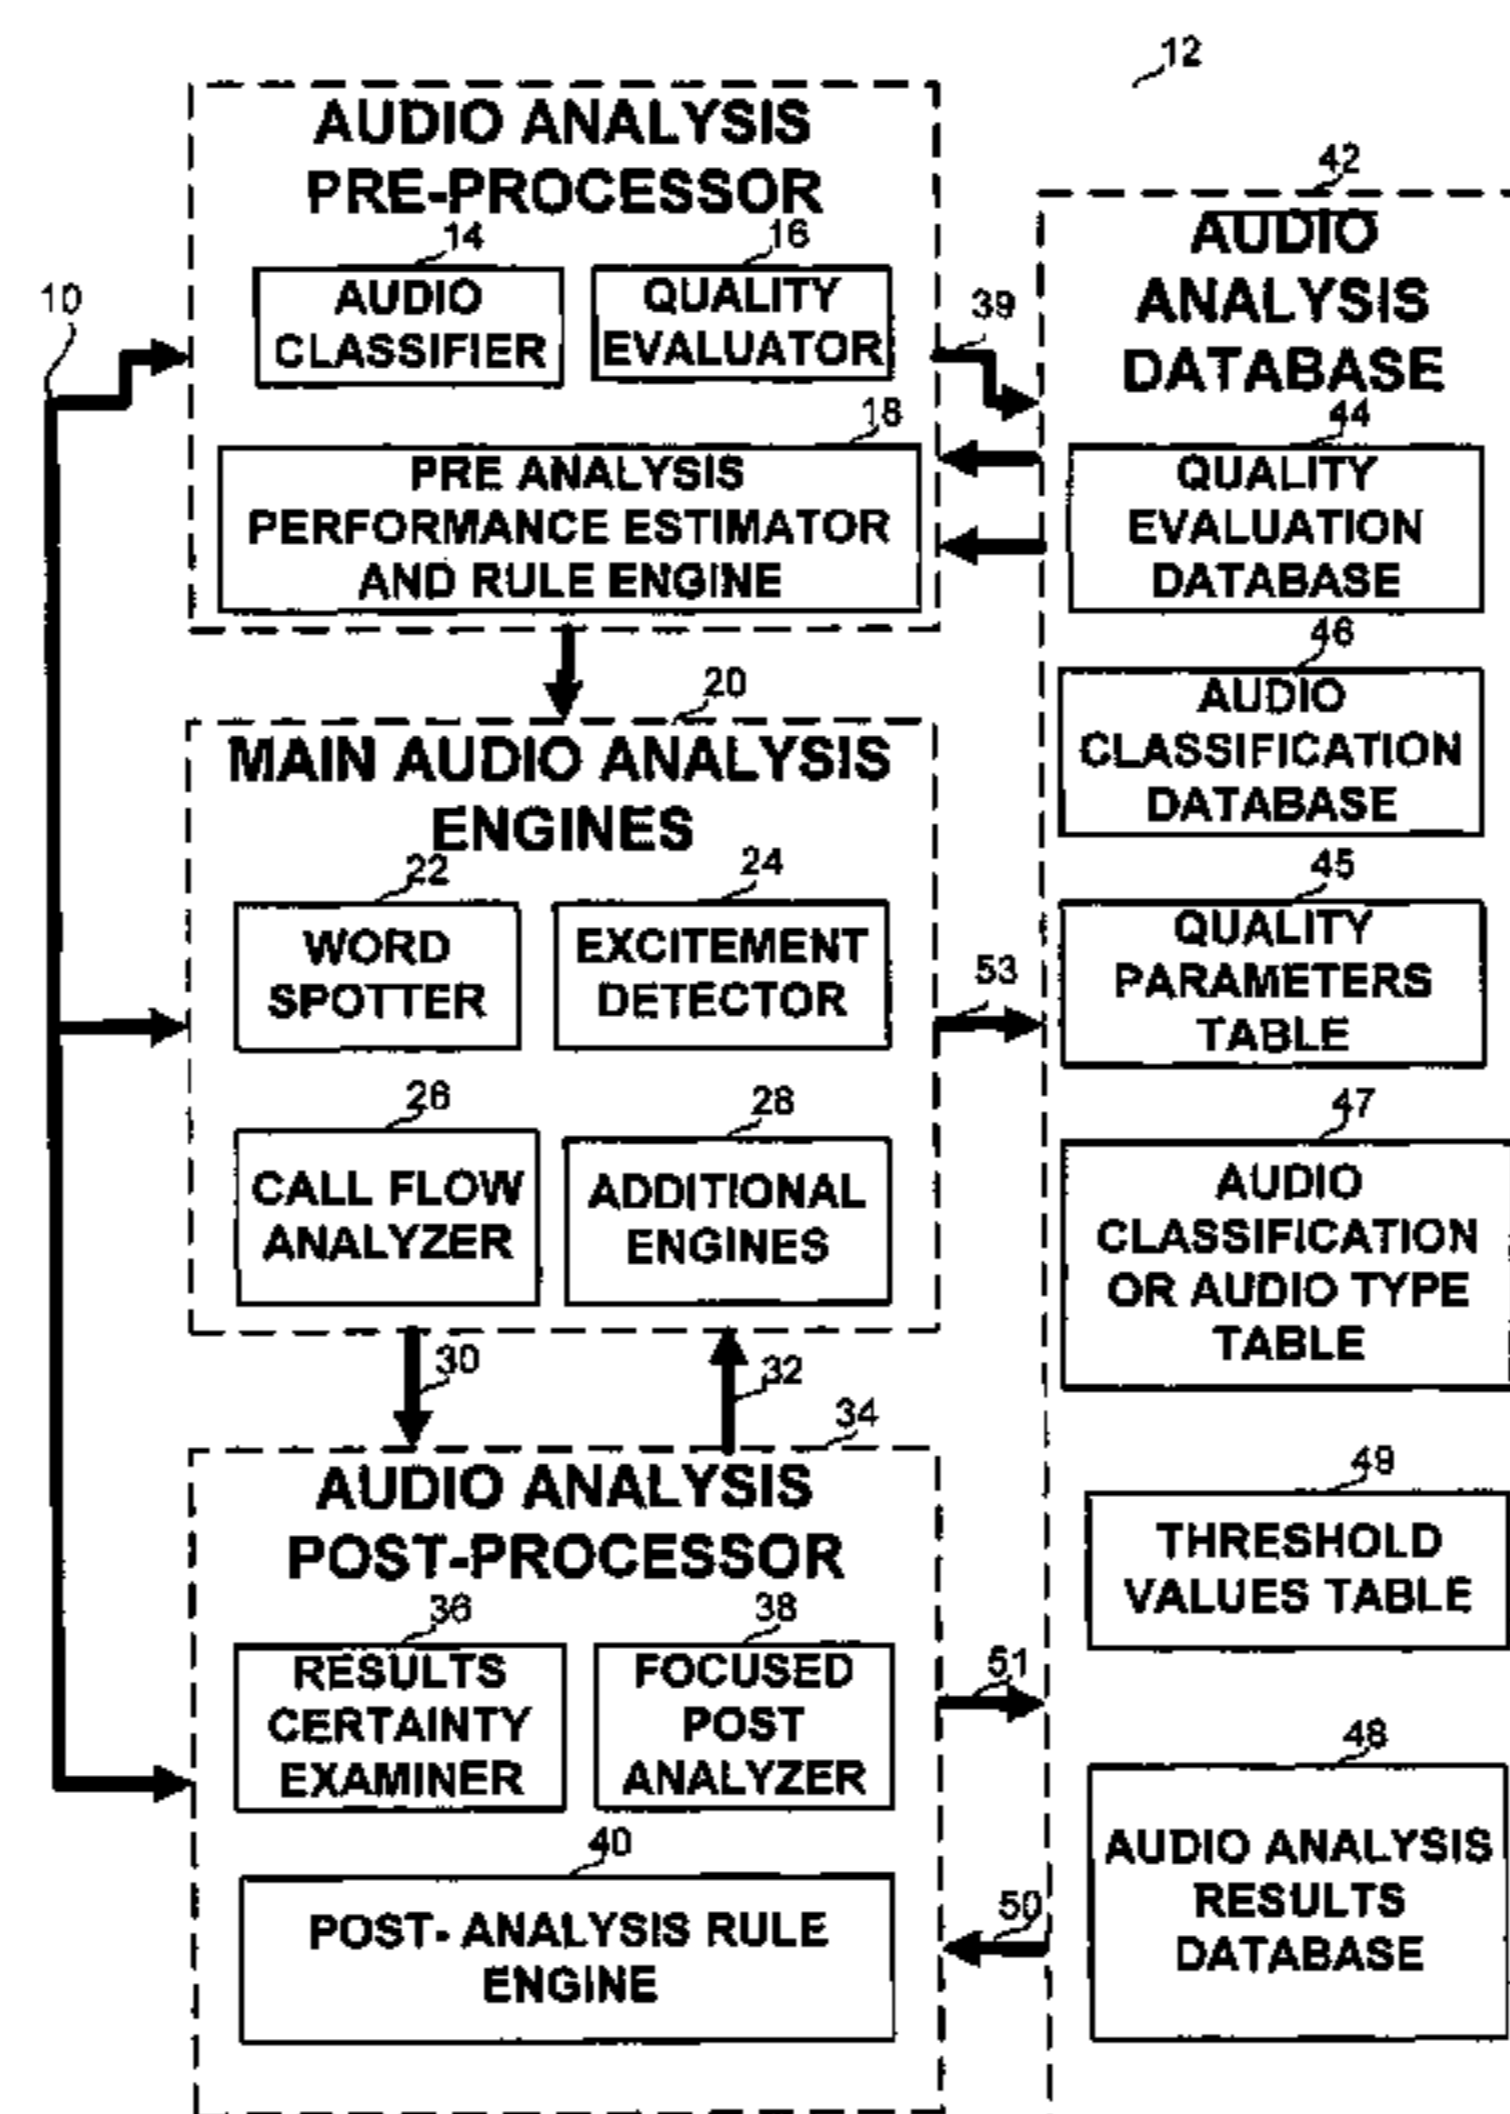 12
AUDIO ANALYSIS
PRE-PROCESSOR
14
AUDIO
CLASSIFIER
16
QUALITY
EVALUATOR
18
PRE ANALYSIS
PERFORMANCE ESTIMATOR
AND RULE ENGINE
10
39
20
MAIN AUDIO ANALYSIS
ENGINES
22
WORD
SPOTTER
24
EXCITEMENT
DETECTOR
26
CALL FLOW
ANALYZER
28
ADDITIONAL
ENGINES
53
30
32
34
AUDIO ANALYSIS
POST-PROCESSOR
36
RESULTS
CERTAINTY
EXAMINER
38
FOCUSED
POST
ANALYZER
40
POST- ANALYSIS RULE
ENGINE
51
50
42
AUDIO
ANALYSIS
DATABASE
44
QUALITY
EVALUATION
DATABASE
46
AUDIO
CLASSIFICATION
DATABASE
45
QUALITY
PARAMETERS
TABLE
47
AUDIO
CLASSIFICATION
OR AUDIO TYPE
TABLE
49
THRESHOLD
VALUES TABLE
48
AUDIO ANALYSIS
RESULTS
DATABASE